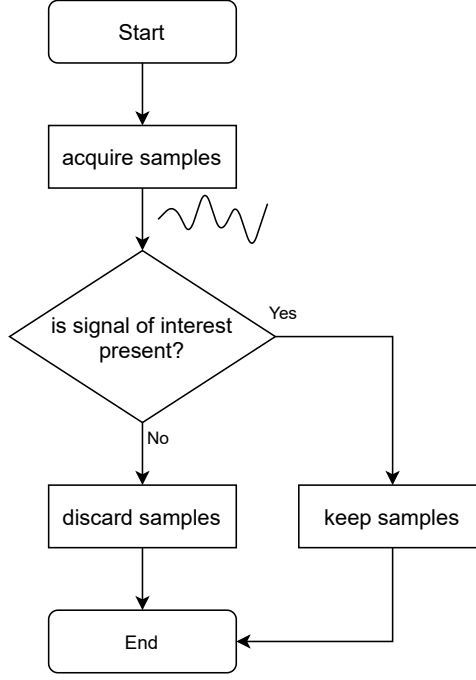 Start
acquire samples
is signal of interest
present?
Yes
No
discard samples
keep samples
End